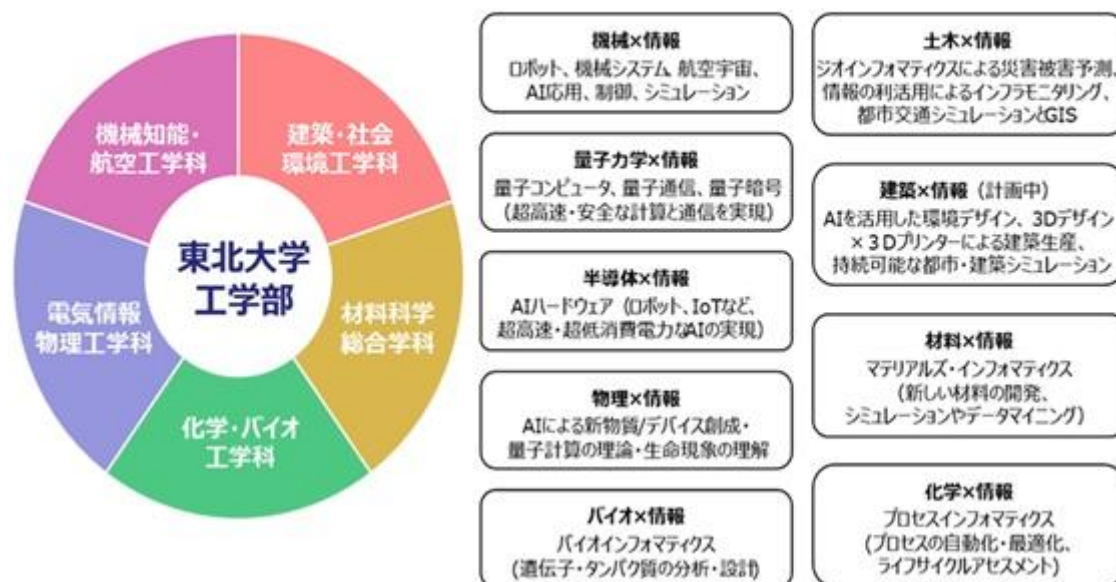 機械知能・
航空工学科
建築・社会
環境工学科
電気情報
物理工学科
材料科学
総合学科
化学・バイオ
工学科
東北大学
工学部
機械×情報
ロボット、機械システム、航空宇宙、
AI応用、制御、シミュレーション
量子力学×情報
量子コンピュータ、量子通信、量子暗号
（超高速・安全な計算と通信を実現）
半導体×情報
AIハードウェア（ロボット、IoTなど、
超高速・超低消費電力なAIの実現）
物理×情報
AIによる新物質/デバイス創成・
量子計算の理論・生命現象の理解
バイオ×情報
バイオインフォマティクス
(遺伝子・タンパク質の分析・設計)
土木×情報
ジオインフォマティクスによる災害被害予測、
情報の利活用によるインフラモニタリング、
都市交通シミュレーションとGIS
建築×情報（計画中）
AIを活用した環境デザイン、3Dデザイン
×３Dプリンターによる建築生産、
持続可能な都市・建築シミュレーション
材料×情報
マテリアルズ・インフォマティクス
（新しい材料の開発、
シミュレーションやデータマイニング）
化学×情報
プロセスインフォマティクス
(プロセスの自動化・最適化、
ライフサイクルアセスメント)